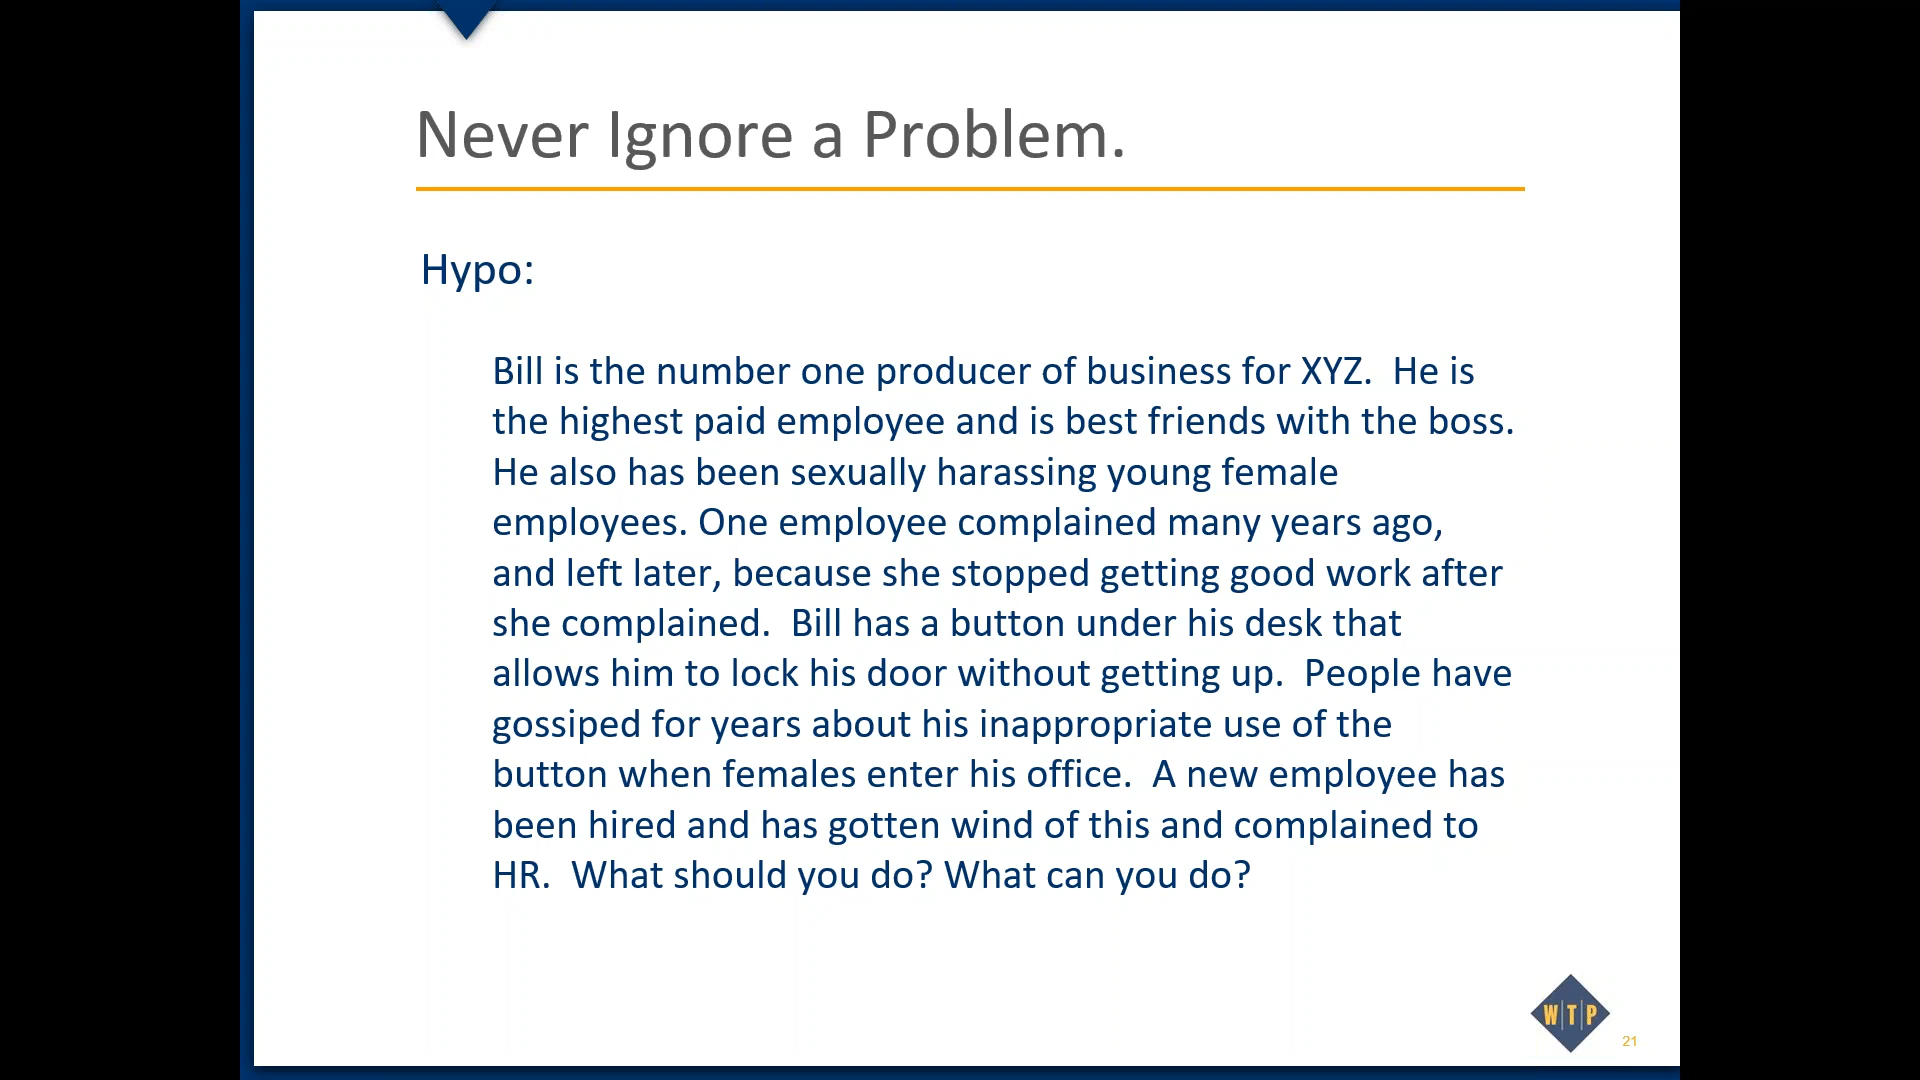 Never Ignore a Problem.
Hypo:
Bill is the number one producer of business for XYZ.  He is
the highest paid employee and is best friends with the boss.
He also has been sexually harassing young female
employees. One employee complained many years ago,
and left later, because she stopped getting good work after
she complained.  Bill has a button under his desk that
allows him to lock his door without getting up.  People have
gossiped for years about his inappropriate use of the
button when females enter his office.  A new employee has
been hired and has gotten wind of this and complained to
HR.  What should you do? What can you do?
W|T|P
21